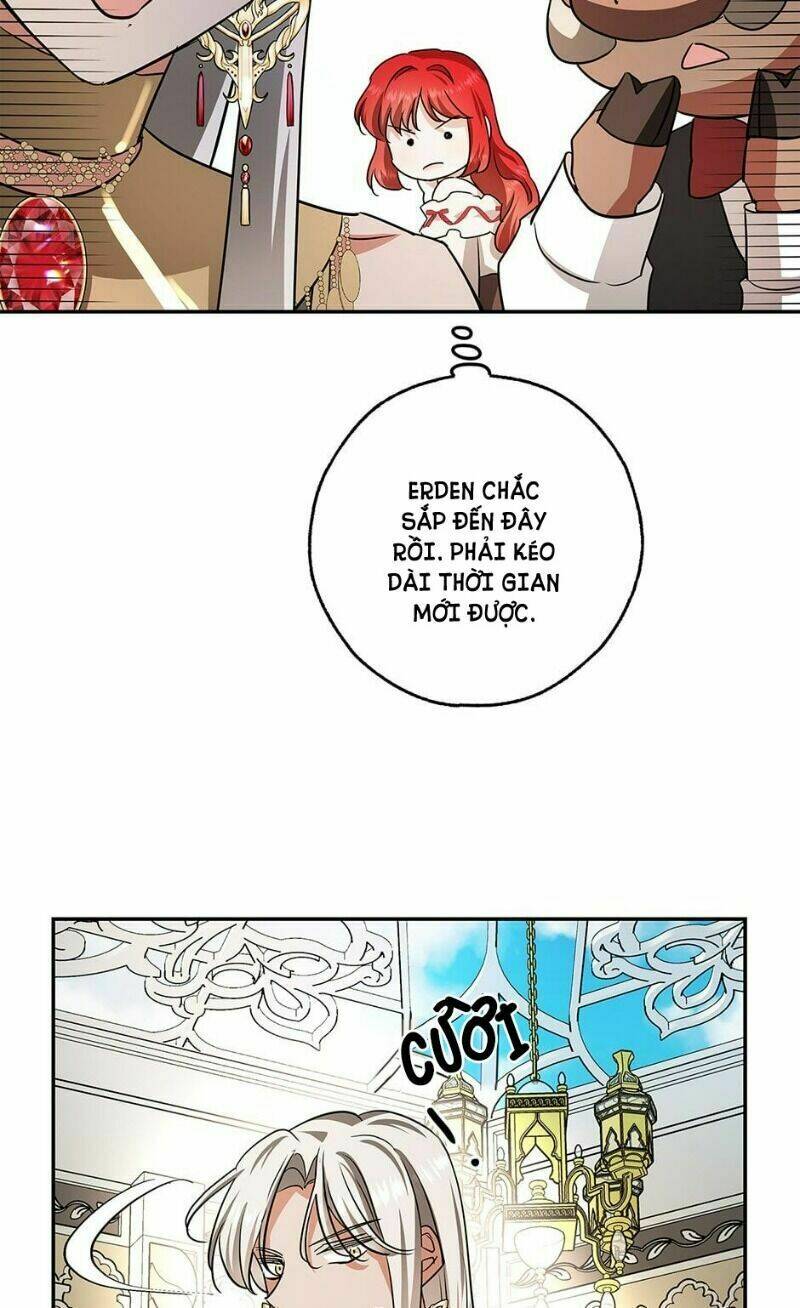 ERDEN CHẮC
SẮP ĐẾN ĐÂY
RỒI. PHẢI KÉO
DÀI THỜI GIAN
MỚI ĐƯỢC.
CƯỜI